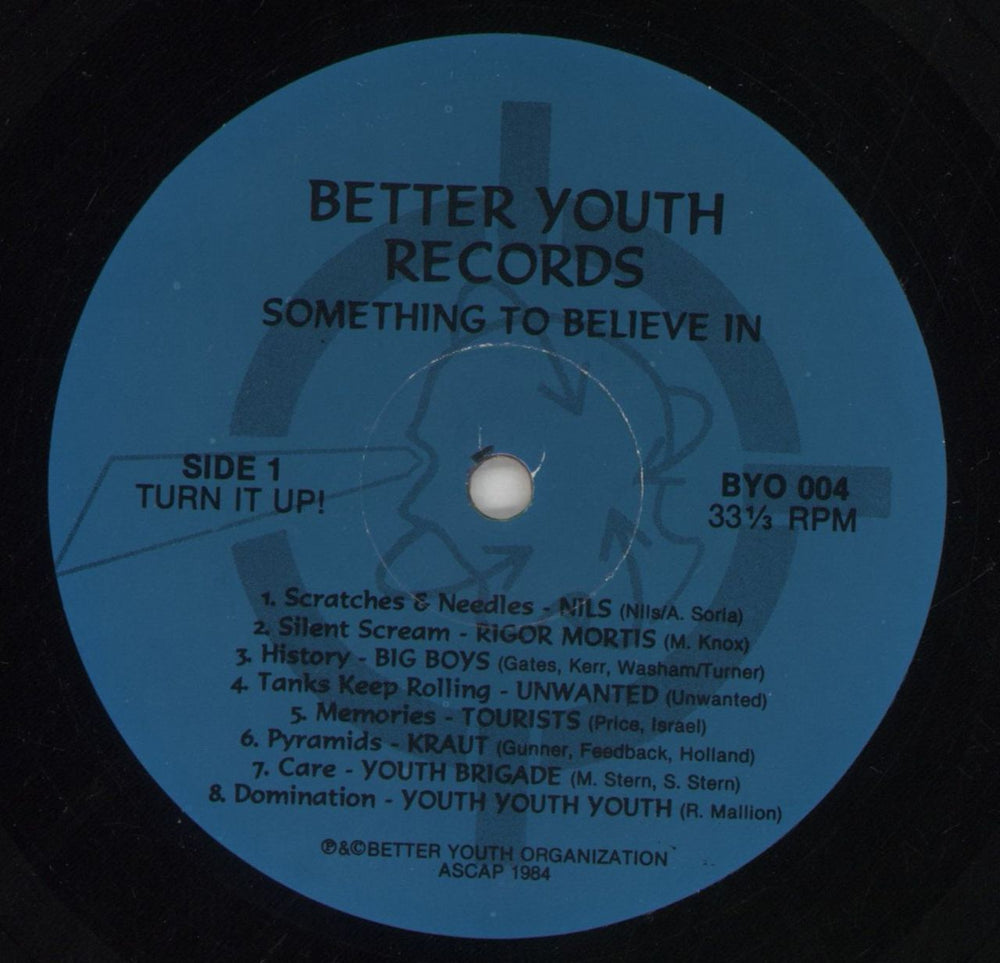 BETTER YOUTH
RECORDS
SOMETHING TO BELIEVE IN
SIDE 1
TURN IT UP!
BYO 004
33⅓ RPM
1. Scratches & Needles - NILS (Nils/A. Soria)
2. Silent Scream - RIGOR MORTIS (M. Knox)
3. History - BIG BOYS (Gates, Kerr, Washam/Turner)
4. Tanks Keep Rolling - UNWANTED (Unwanted)
5. Memories - TOURISTS (Price, Israel)
6. Pyramids - KRAUT (Gunner, Feedback, Holland)
7. Care - YOUTH BRIGADE (M. Stern, S. Stern)
8. Domination - YOUTH YOUTH YOUTH (R. Mallion)
℗&©BETTER YOUTH ORGANIZATION
ASCAP 1984